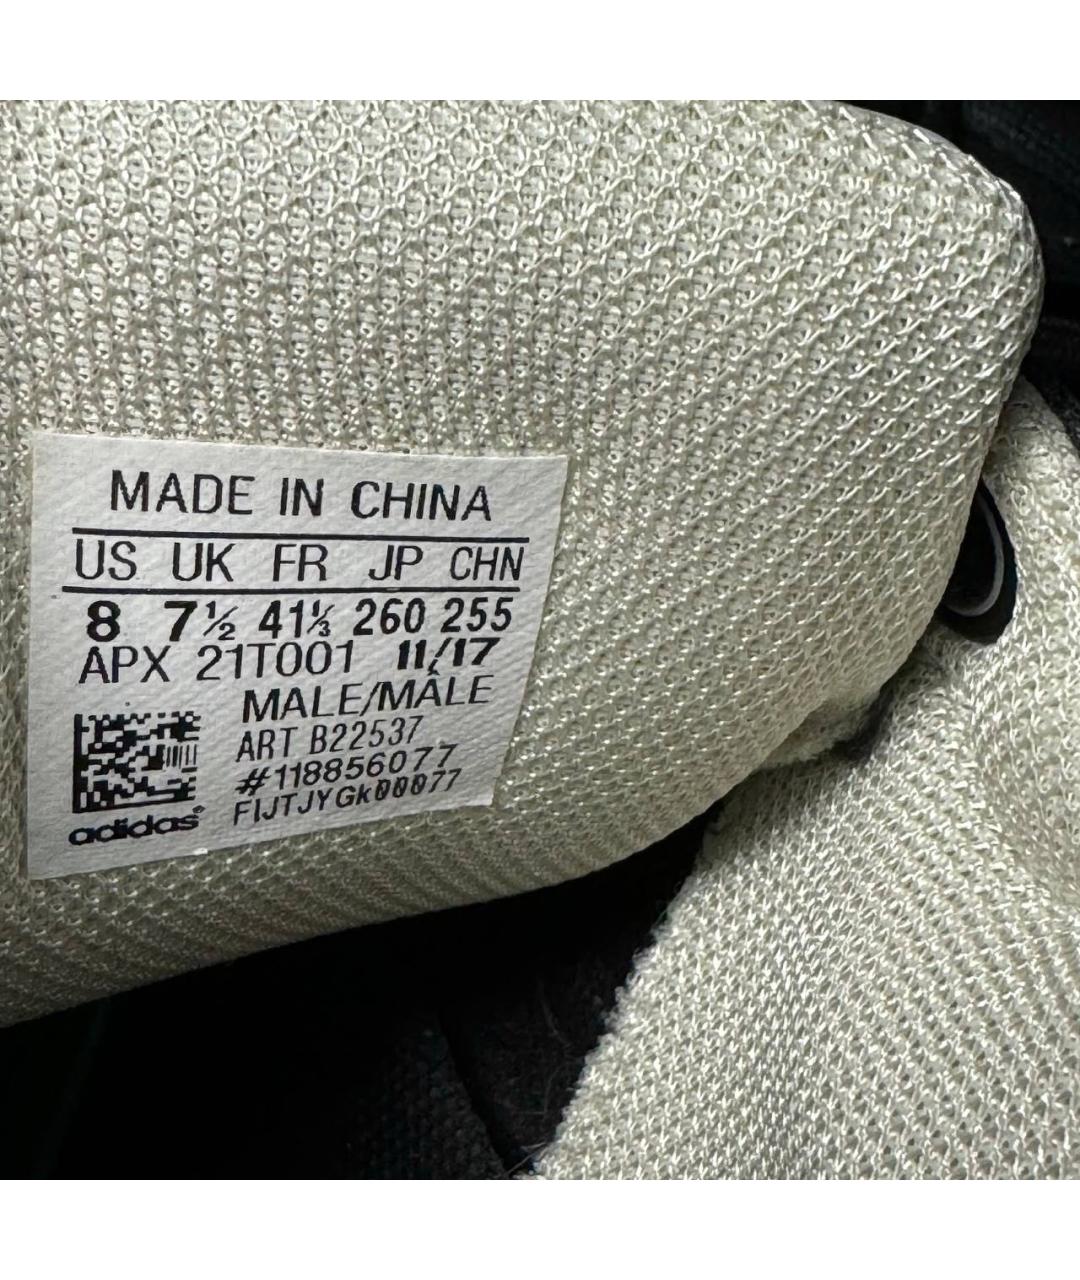 MADE IN CHINA
US UK FR JP CHN
8 7½ 41⅓ 260 255
APX 21T001 11/17
MALE/MÂLE
ART B22537
#118856077
FIJTJYGk00077
adidas®